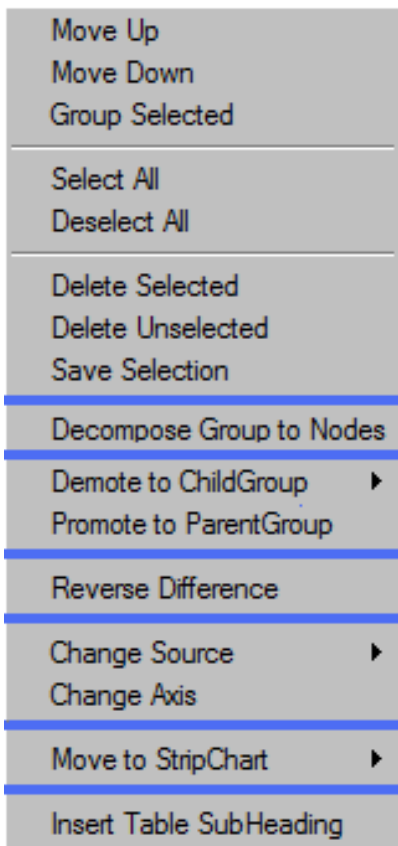 Move Up
Move Down
Group Selected
Select All
Deselect All
Delete Selected
Delete Unselected
Save Selection
Decompose Group to Nodes
Demote to ChildGroup
Promote to ParentGroup
Reverse Difference
Change Source
Change Axis
Move to StripChart
Insert Table SubHeading